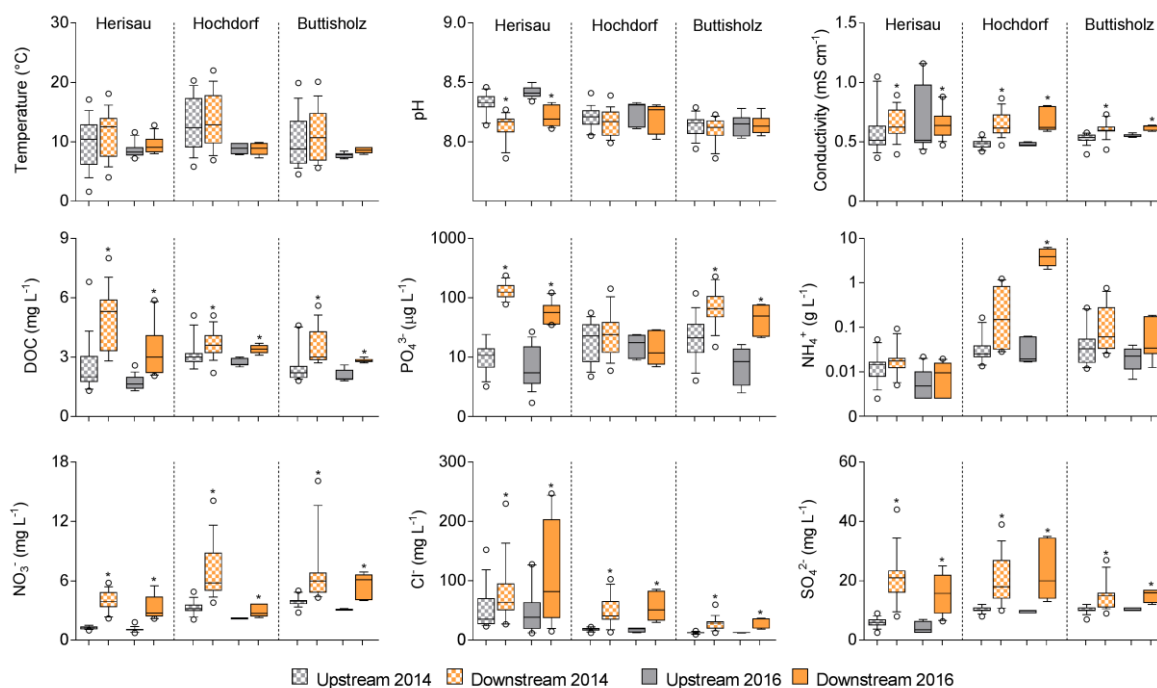 Herisau Hochdorf Buttisholz
Temperature (°C)
30
20
10
0
Herisau Hochdorf Buttisholz
pH
9.0
8.5
8.0
Herisau Hochdorf Buttisholz
Conductivity (mS cm⁻¹)
1.5
1.0
0.5
0.0
DOC (mg L⁻¹)
9
6
3
0
* * * * * *
PO₄³⁻ (µg L⁻¹)
1000
100
10
0
* * * *
NH₄⁺ (g L⁻¹)
10
1
0.1
0.01
0
*
NO₃⁻ (mg L⁻¹)
18
12
6
0
* * * * * *
Cl⁻ (mg L⁻¹)
300
200
100
50
0
* * * * * *
SO₄²⁻ (mg L⁻¹)
60
40
20
0
* * * * * *
Upstream 2014 Downstream 2014 Upstream 2016 Downstream 2016